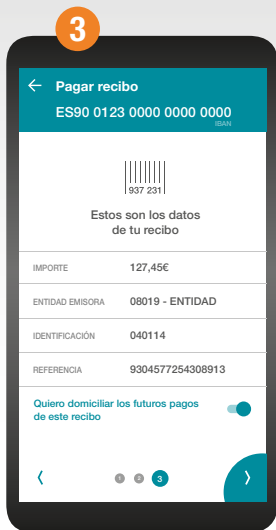 3
Pagar recibo
ES90 0123 0000 0000 0000
IBAN
937 231
Estos son los datos
de tu recibo
IMPORTE 127,45€
ENTIDAD EMISORA 08019 - ENTIDAD
IDENTIFICACIÓN 040114
REFERENCIA 9304577254308913
Quiero domiciliar los futuros pagos
de este recibo
1 2 3